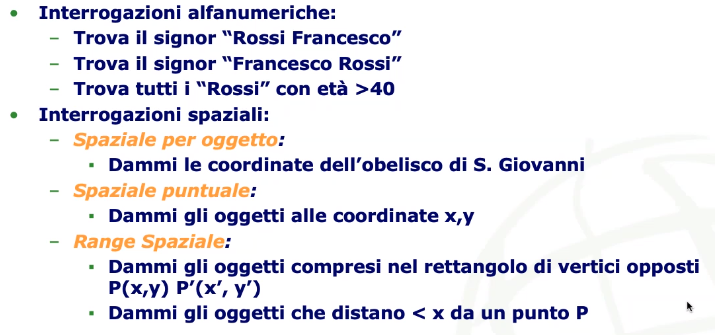 • Interrogazioni alfanumeriche:
– Trova il signor “Rossi Francesco”
– Trova il signor “Francesco Rossi”
– Trova tutti i “Rossi” con età >40
• Interrogazioni spaziali:
– Spaziale per oggetto:
▪ Dammi le coordinate dell’obelisco di S. Giovanni
– Spaziale puntuale:
▪ Dammi gli oggetti alle coordinate x,y
– Range Spaziale:
▪ Dammi gli oggetti compresi nel rettangolo di vertici opposti
P(x,y) P’(x’, y’)
▪ Dammi gli oggetti che distano < x da un punto P